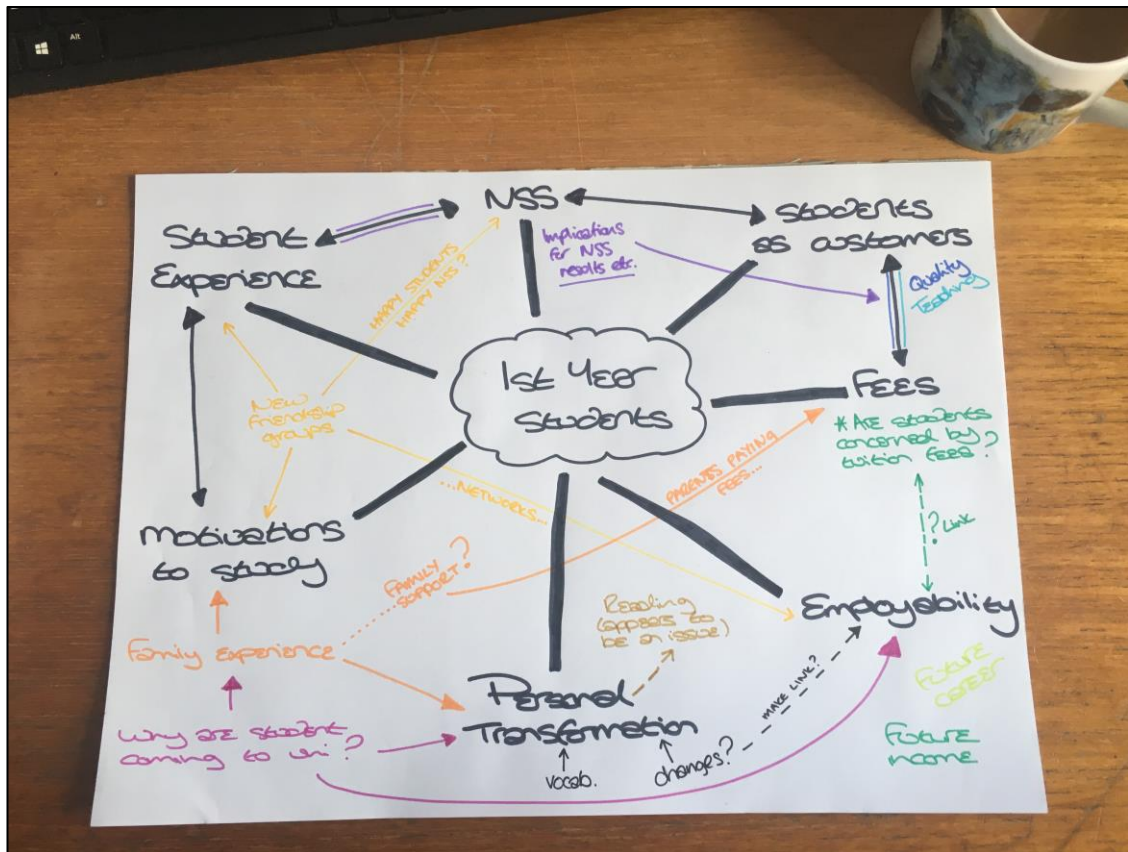 Alt
NSS
Student
Experience
Students
as customers
Implications
for NSS
results etc.
HAPPY STUDENTS
HAPPY NSS?
Quality
Teaching
1st Year
Students
Fees
*Are students
concerned by
tuition fees?
New
friendship
groups
PARENTS PAYING
FEES...
...NETWORKS...
? Link
Motivations
to study
FAMILY
SUPPORT?
Reading
(appears to
be an issue)
Employability
Family Experience
MAKE LINK?
Future
career
Personal
Transformation
Why are student
coming to uni?
changes?
vocab.
Future
income